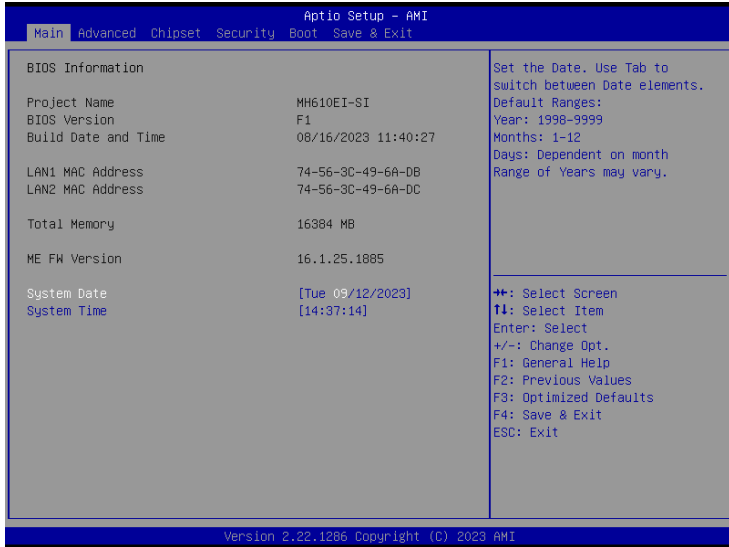 Aptio Setup – AMI
Main Advanced Chipset Security Boot Save & Exit
BIOS Information
Project Name MH610EI-SI
BIOS Version F1
Build Date and Time 08/16/2023 11:40:27
LAN1 MAC Address 74-56-3C-49-6A-DB
LAN2 MAC Address 74-56-3C-49-6A-DC
Total Memory 16384 MB
ME FW Version 16.1.25.1885
System Date [Tue 09/12/2023]
System Time [14:37:14]
Set the Date. Use Tab to
switch between Date elements.
Default Ranges:
Year: 1998-9999
Months: 1-12
Days: Dependent on month
Range of Years may vary.
→←: Select Screen
↑↓: Select Item
Enter: Select
+/-: Change Opt.
F1: General Help
F2: Previous Values
F3: Optimized Defaults
F4: Save & Exit
ESC: Exit
Version 2.22.1286 Copyright (C) 2023 AMI